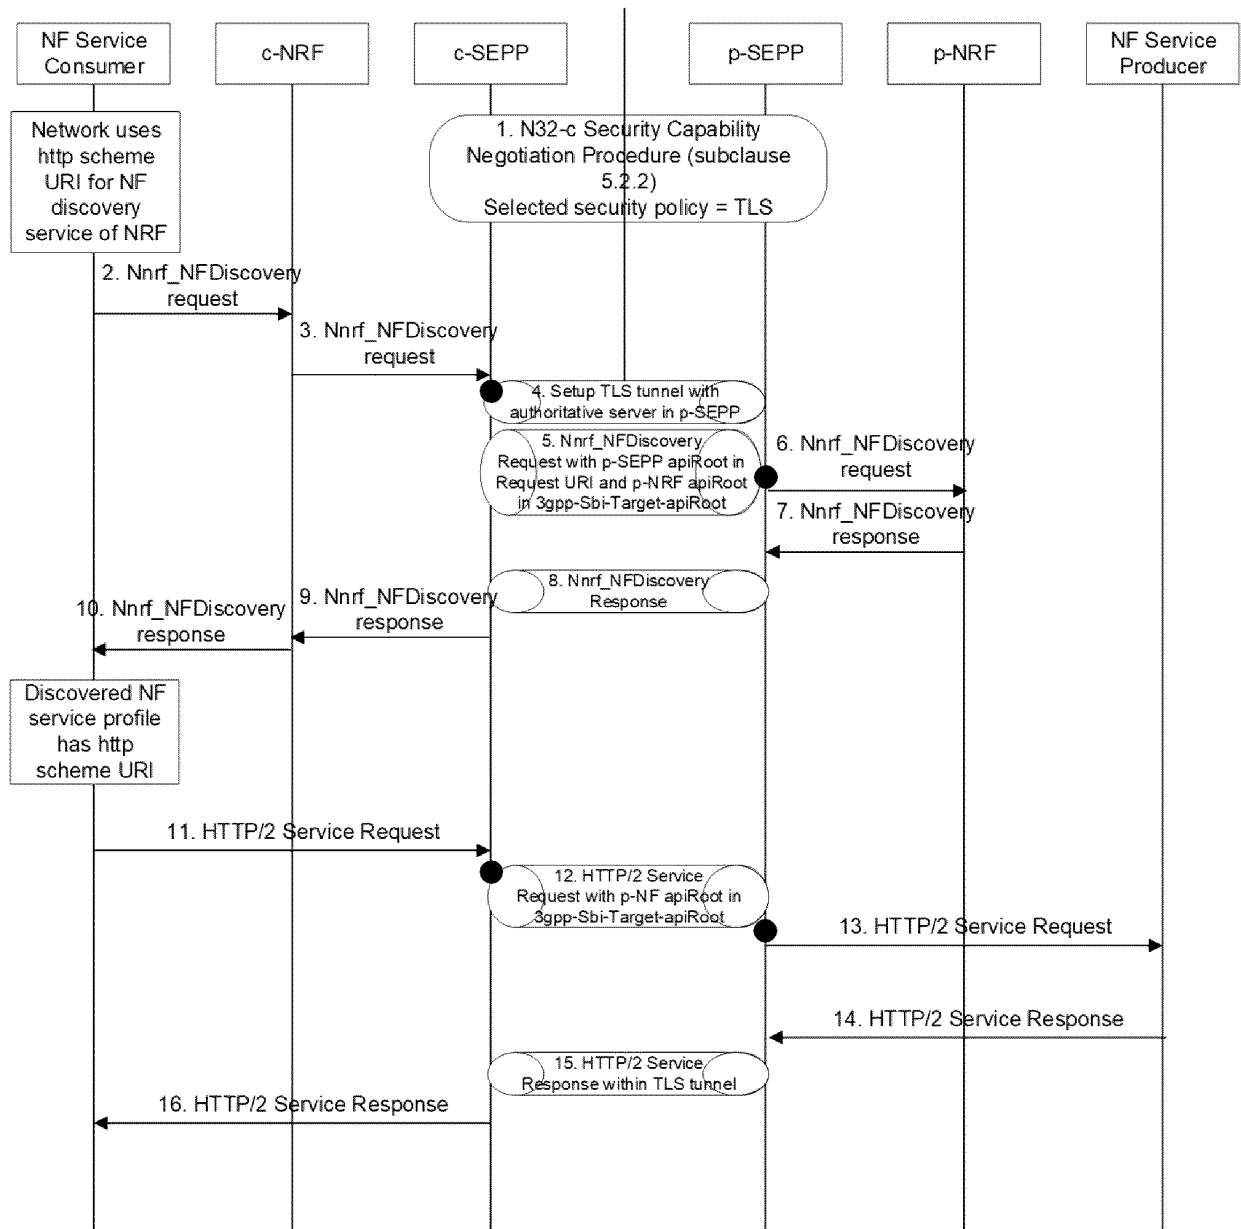 NF Service
Consumer
c-NRF
c-SEPP
p-SEPP
p-NRF
NF Service
Producer
Network uses
http scheme
URI for NF
discovery
service of NRF
1. N32-c Security Capability
Negotiation Procedure (subclause
5.2.2)
Selected security policy = TLS
2. Nnrf_NFDiscovery
request
3. Nnrf_NFDiscovery
request
4. Setup TLS tunnel with
authoritative server in p-SEPP
5. Nnrf_NFDiscovery
Request with p-SEPP apiRoot in
Request URI and p-NRF apiRoot
in 3gpp-Sbi-Target-apiRoot
6. Nnrf_NFDiscovery
request
7. Nnrf_NFDiscovery
response
8. Nnrf_NFDiscovery
Response
9. Nnrf_NFDiscovery
response
10. Nnrf_NFDiscovery
response
Discovered NF
service profile
has http
scheme URI
11. HTTP/2 Service Request
12. HTTP/2 Service
Request with p-NF apiRoot in
3gpp-Sbi-Target-apiRoot
13. HTTP/2 Service Request
14. HTTP/2 Service Response
15. HTTP/2 Service
Response within TLS tunnel
16. HTTP/2 Service Response